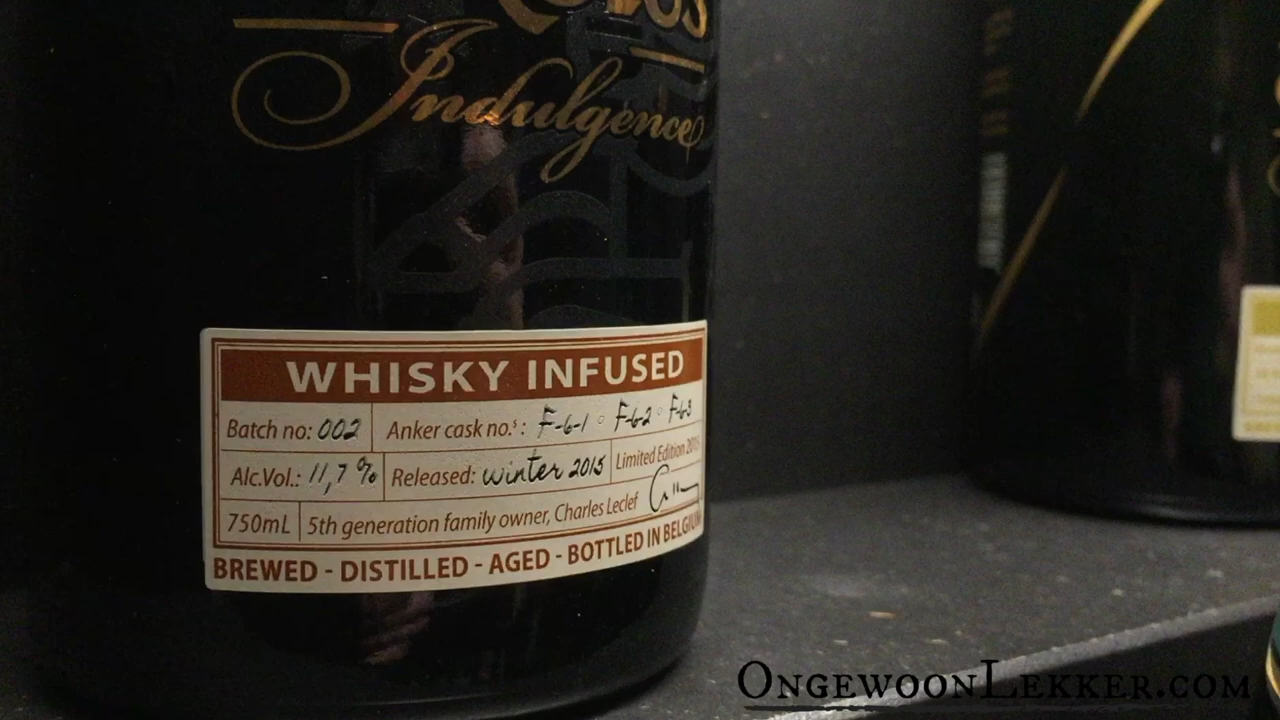 Indulgence
WHISKY INFUSED
Batch no: 002 Anker cask no.ˢ: F-6-1 ° F-6-2 ° F-6-3
Alc.Vol.: 11,7 % Released: winter 2015 Limited Edition 2015
750mL 5th generation family owner, Charles Leclef
BREWED - DISTILLED - AGED - BOTTLED IN BELGIUM
ONGEWOONLEKKER.COM